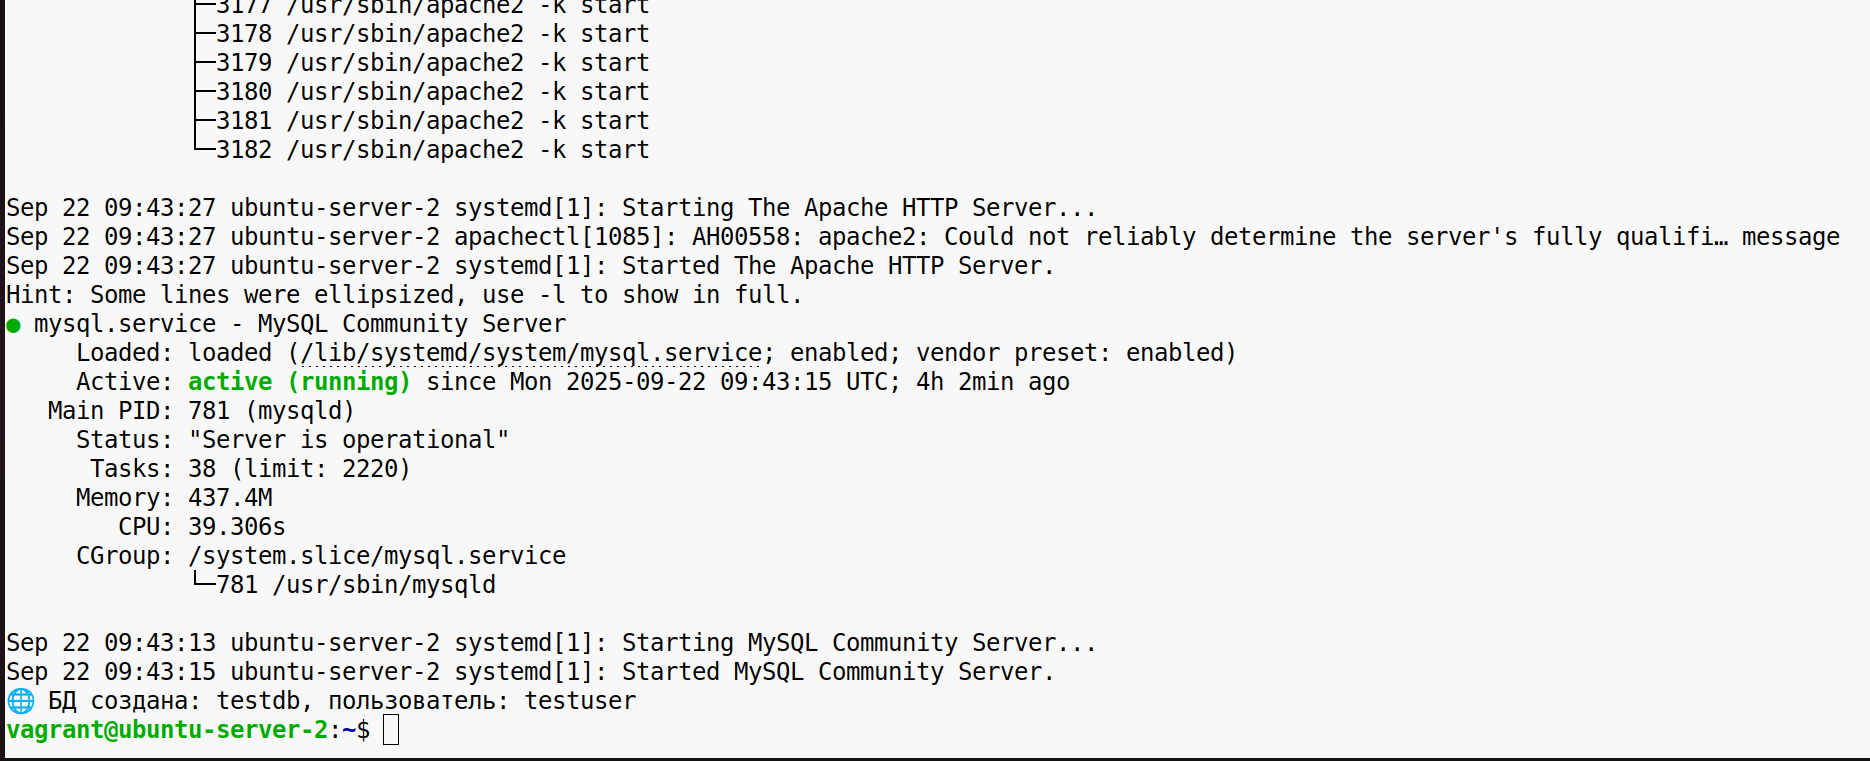 ├─3177 /usr/sbin/apache2 -k start
├─3178 /usr/sbin/apache2 -k start
├─3179 /usr/sbin/apache2 -k start
├─3180 /usr/sbin/apache2 -k start
├─3181 /usr/sbin/apache2 -k start
└─3182 /usr/sbin/apache2 -k start
Sep 22 09:43:27 ubuntu-server-2 systemd[1]: Starting The Apache HTTP Server...
Sep 22 09:43:27 ubuntu-server-2 apachectl[1085]: AH00558: apache2: Could not reliably determine the server's fully qualifi… message
Sep 22 09:43:27 ubuntu-server-2 systemd[1]: Started The Apache HTTP Server.
Hint: Some lines were ellipsized, use -l to show in full.
● mysql.service - MySQL Community Server
Loaded: loaded (/lib/systemd/system/mysql.service; enabled; vendor preset: enabled)
Active: active (running) since Mon 2025-09-22 09:43:15 UTC; 4h 2min ago
Main PID: 781 (mysqld)
Status: "Server is operational"
Tasks: 38 (limit: 2220)
Memory: 437.4M
CPU: 39.306s
CGroup: /system.slice/mysql.service
└─781 /usr/sbin/mysqld
Sep 22 09:43:13 ubuntu-server-2 systemd[1]: Starting MySQL Community Server...
Sep 22 09:43:15 ubuntu-server-2 systemd[1]: Started MySQL Community Server.
🌐 БД создана: testdb, пользователь: testuser
vagrant@ubuntu-server-2:~$